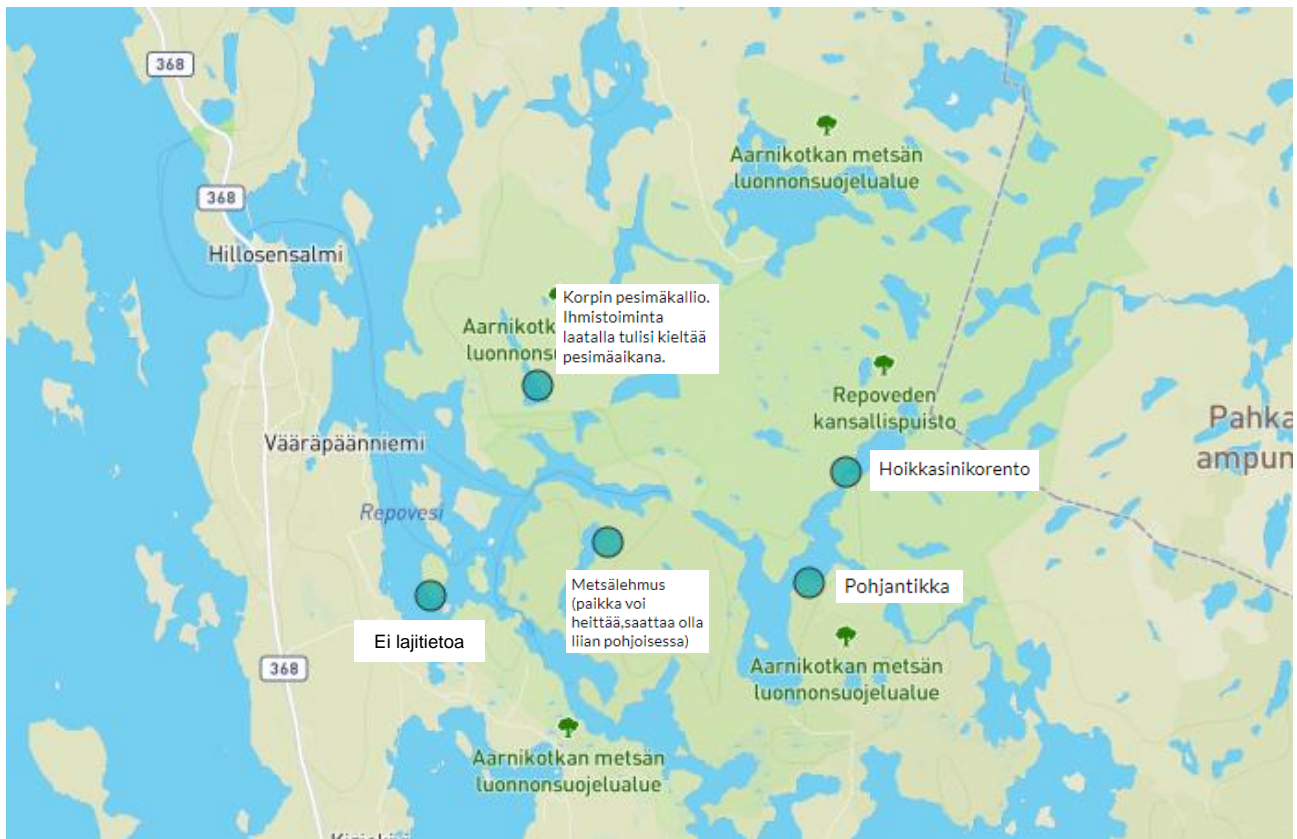 368
Aarnikotkan metsän
luonnonsuojelualue
368
Hillosensalmi
Korpin pesimäkallio.
Ihmistoiminta
laatalla tulisi kieltää
pesimäaikana.
Aarnikotk
luonnonsu
Repoveden
kansallispuisto
Pahka
ampum
Vääräpäänniemi
Hoikkasinikorento
Repovesi
Metsälehmus
(paikka voi
heittää,saattaa olla
liian pohjoisessa)
Pohjantikka
Ei lajitietoa
368
Aarnikotkan metsän
luonnonsuojelualue
Aarnikotkan metsän
luonnonsuojelualue